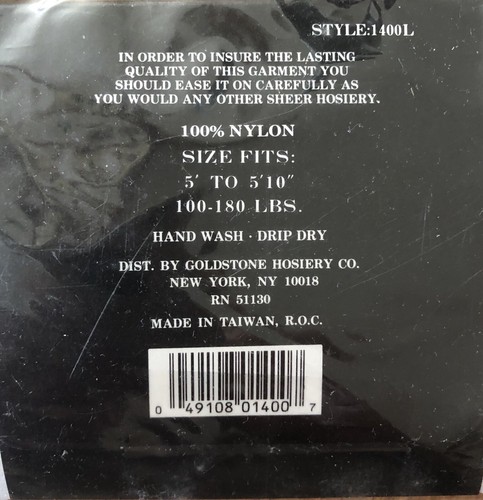 STYLE:1400L
IN ORDER TO INSURE THE LASTING
QUALITY OF THIS GARMENT YOU
SHOULD EASE IT ON CAREFULLY AS
YOU WOULD ANY OTHER SHEER HOSIERY.
100% NYLON
SIZE FITS:
5' TO 5'10"
100-180 LBS.
HAND WASH · DRIP DRY
DIST. BY GOLDSTONE HOSIERY CO.
NEW YORK, NY 10018
RN 51130
MADE IN TAIWAN, R.O.C.
0 49108 01400 7